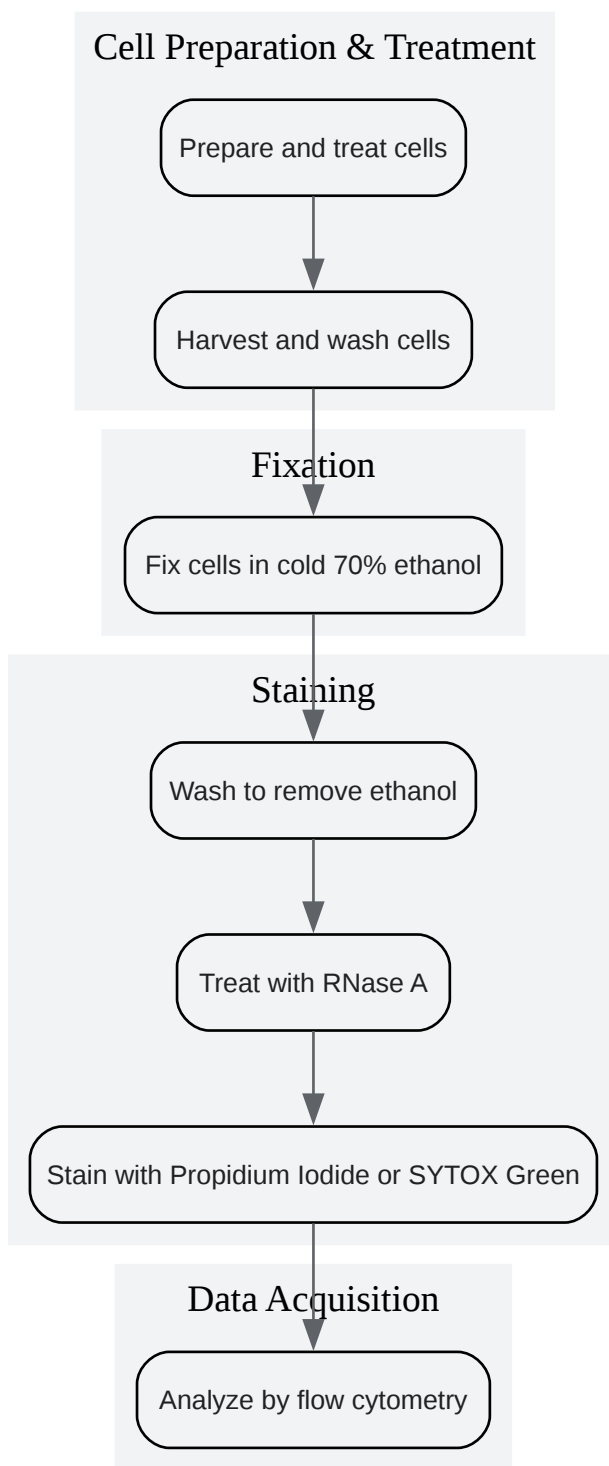 Cell Preparation & Treatment
Prepare and treat cells
Harvest and wash cells
Fixation
Fix cells in cold 70% ethanol
Staining
Wash to remove ethanol
Treat with RNase A
Stain with Propidium Iodide or SYTOX Green
Data Acquisition
Analyze by flow cytometry